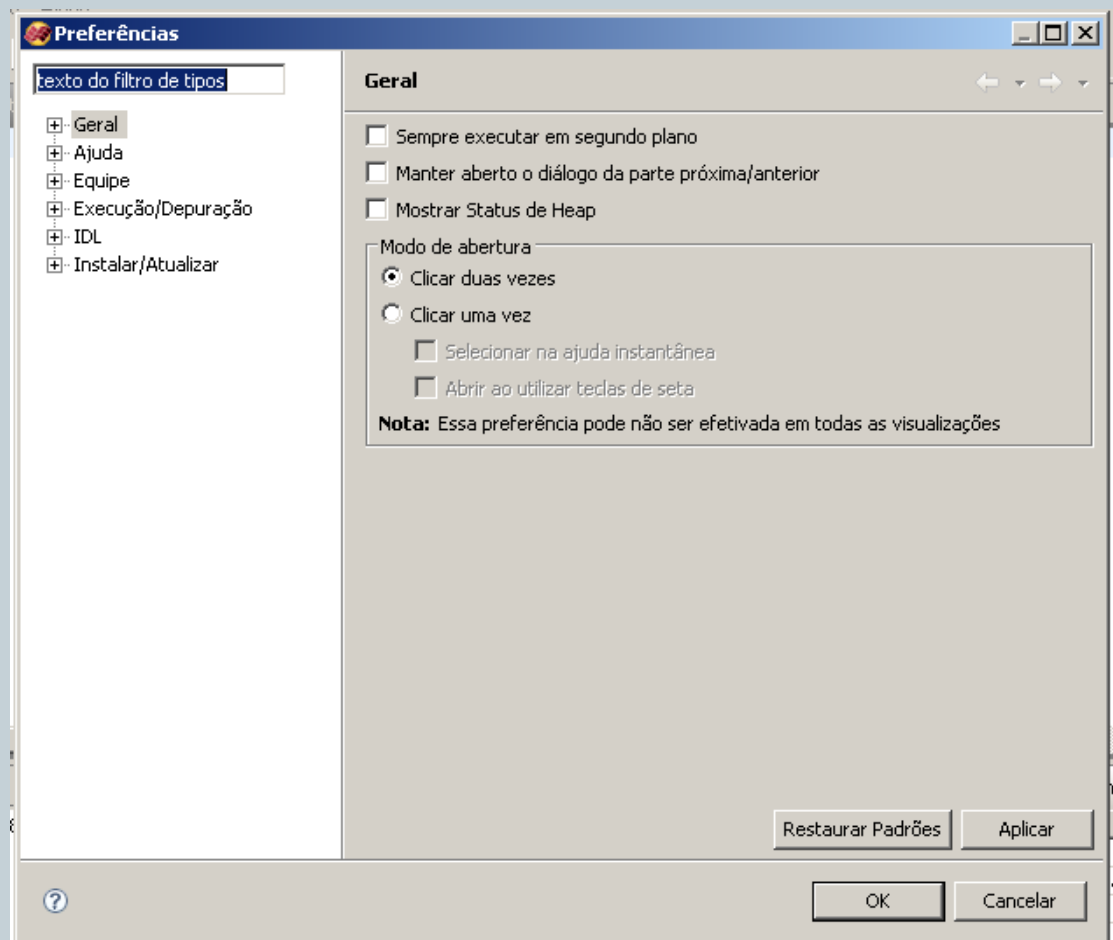 Preferências
texto do filtro de tipos
Geral
Ajuda
Equipe
Execução/Depuração
IDL
Instalar/Atualizar
Geral
Sempre executar em segundo plano
Manter aberto o diálogo da parte próxima/anterior
Mostrar Status de Heap
Modo de abertura
Clicar duas vezes
Clicar uma vez
Selecionar na ajuda instantânea
Abrir ao utilizar teclas de seta
Nota: Essa preferência pode não ser efetivada em todas as visualizações
Restaurar Padrões Aplicar
? OK Cancelar